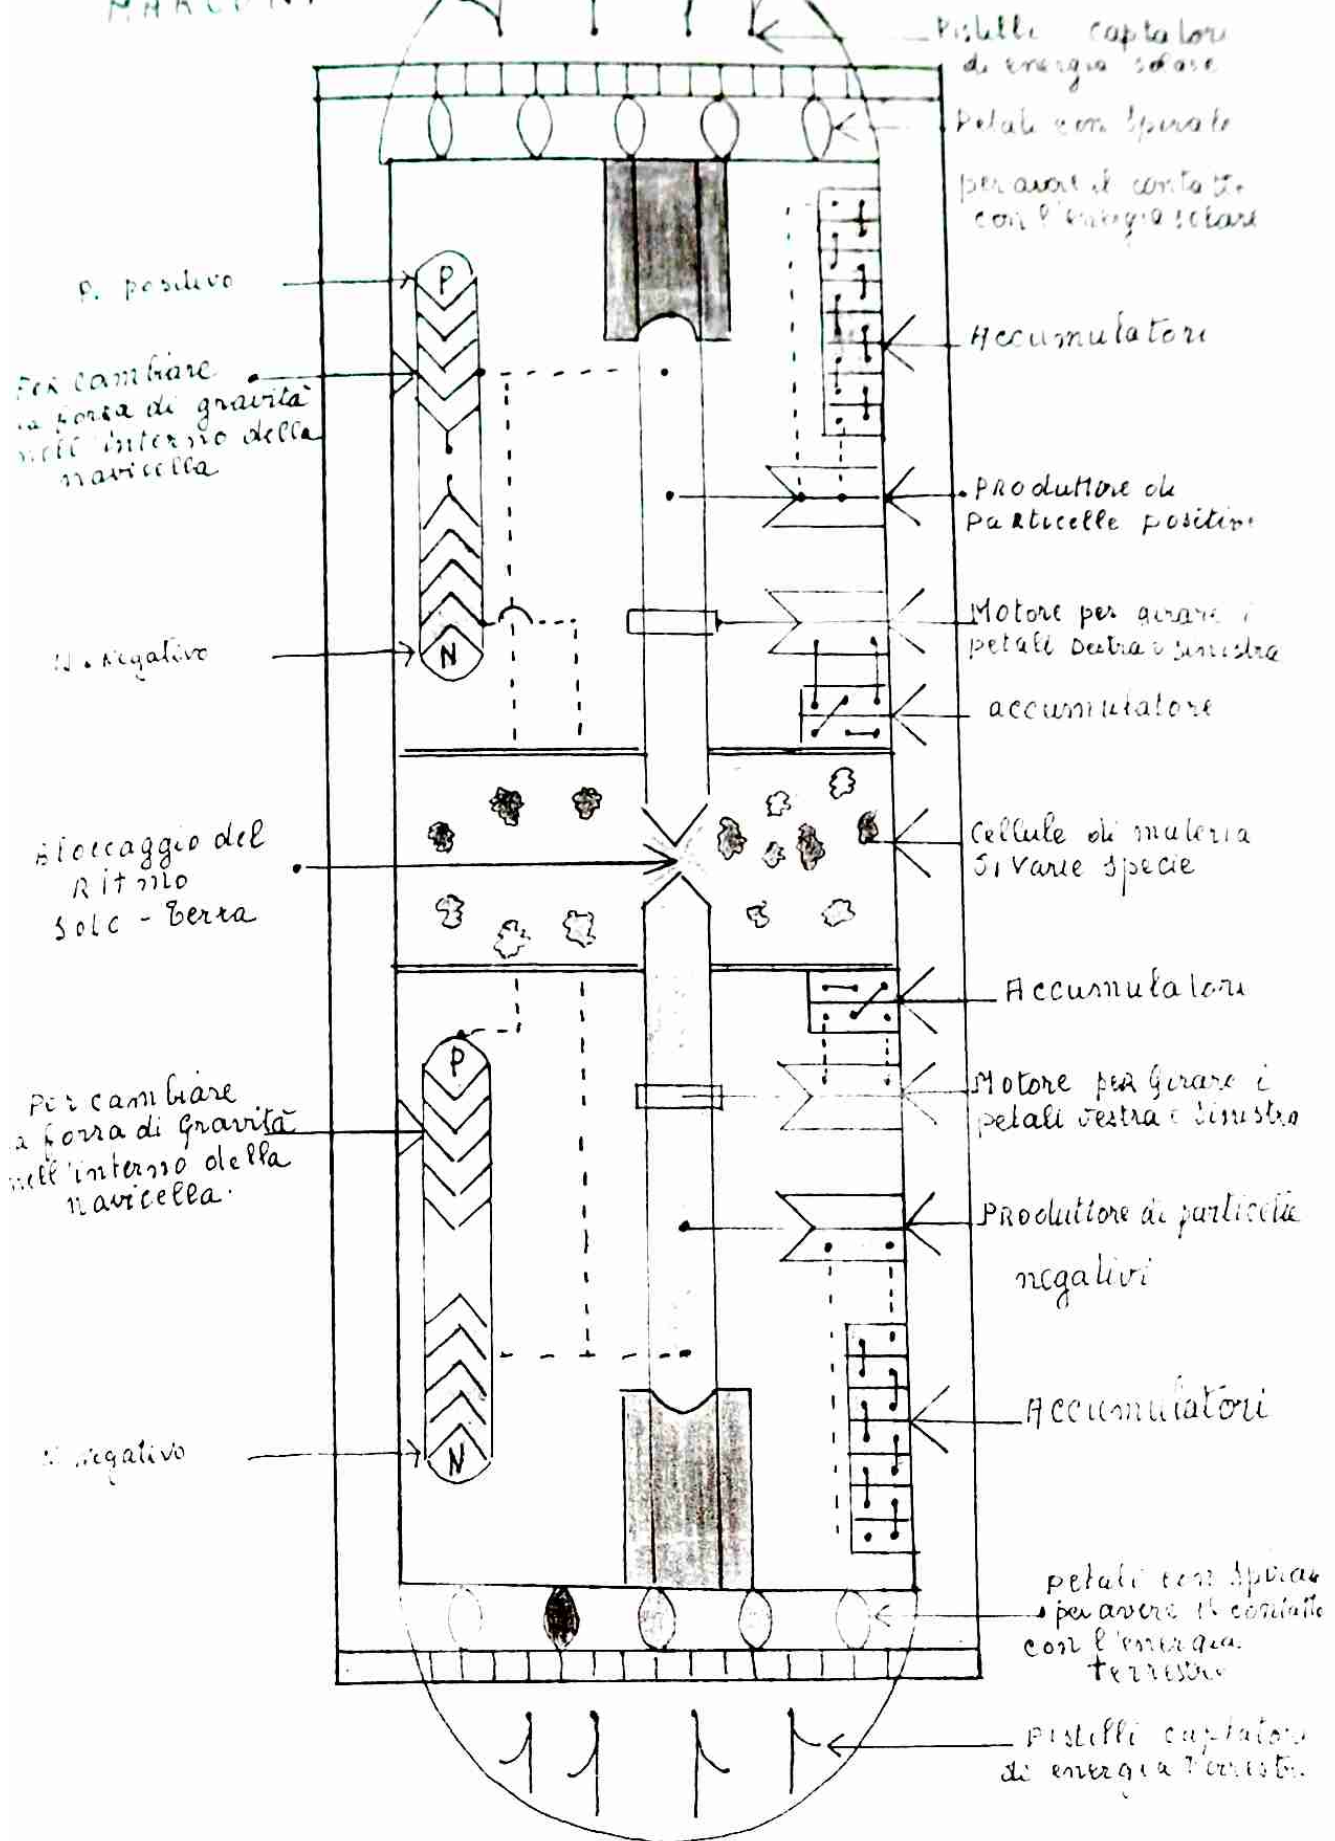 MARCONI
Pistilli captatori
di energia solare
Petali con spirale
per avere il contatto
con l'energia solare
P
P. positivo
Accumulatori
Per cambiare
la forza di gravità
nell'interno della
navicella
Produttore di
Particelle positive
Motore per girare i
petali destra e sinistra
N
N. Negativo
accumulatore
Bloccaggio del
Ritmo
Sole - Terra
Cellule di materia
di varie specie
Accumulatori
P
Motore per Girare i
petali destra e sinistra
Per cambiare
la forza di Gravità
nell'interno della
navicella.
Produttore di particelle
negativi
Accumulatori
N
N negativo
petali con spirale
per avere il contatto
con l'energia
terrestre
Pistilli captatori
di energia terrestre